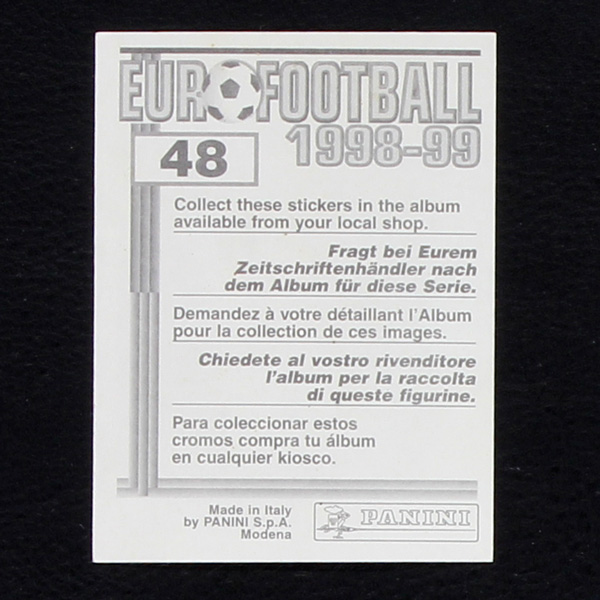 EUROFOOTBALL
1998-99
48
Collect these stickers in the album
available from your local shop.
Fragt bei Eurem
Zeitschriftenhändler nach
dem Album für diese Serie.
Demandez à votre détaillant l'Album
pour la collection de ces images.
Chiedete al vostro rivenditore
l'album per la raccolta
di queste figurine.
Para coleccionar estos
cromos compra tu álbum
en cualquier kiosco.
Made in Italy
by PANINI S.p.A.
Modena
PANINI